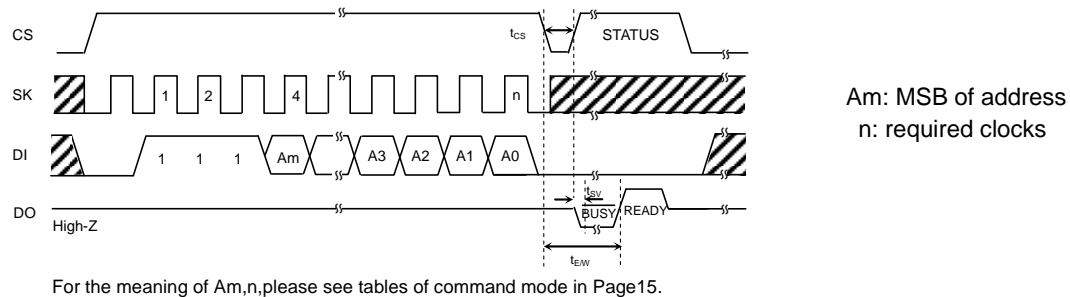 CS tCS STATUS
SK 1 2 4 n
Am: MSB of address
n: required clocks
DI 1 1 1 Am A3 A2 A1 A0
tSV
DO High-Z BUSY READY
tE/W
For the meaning of Am,n,please see tables of command mode in Page15.